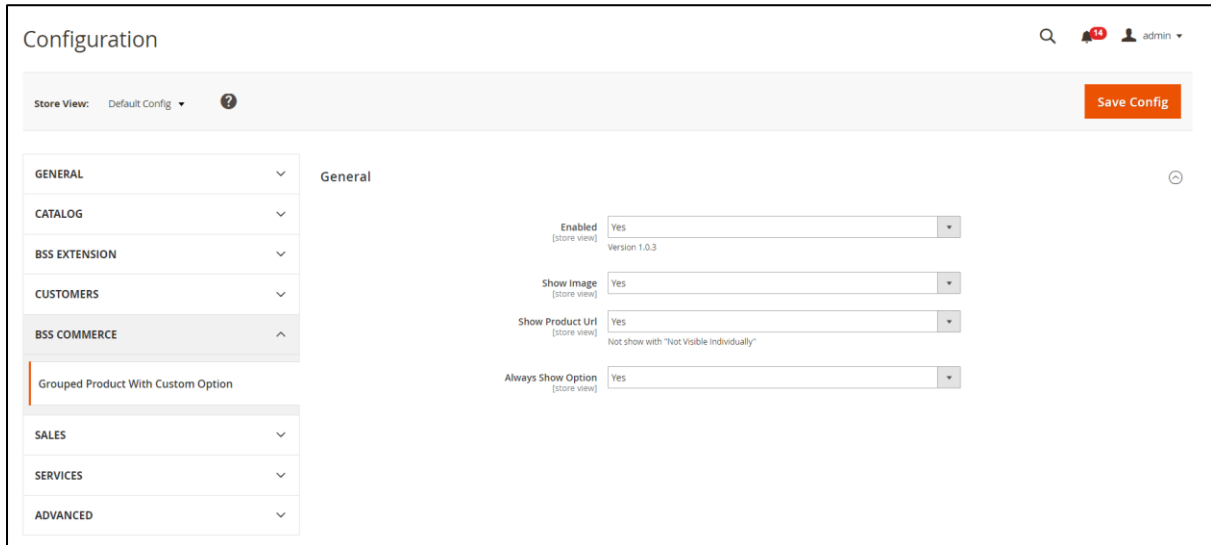 Configuration
14
admin
Store View: Default Config ?
Save Config
GENERAL
CATALOG
BSS EXTENSION
CUSTOMERS
BSS COMMERCE
Grouped Product With Custom Option
SALES
SERVICES
ADVANCED
General
Enabled Yes
[store view]
Version 1.0.3
Show Image Yes
[store view]
Show Product Url Yes
[store view]
Not show with "Not Visible Individually"
Always Show Option Yes
[store view]